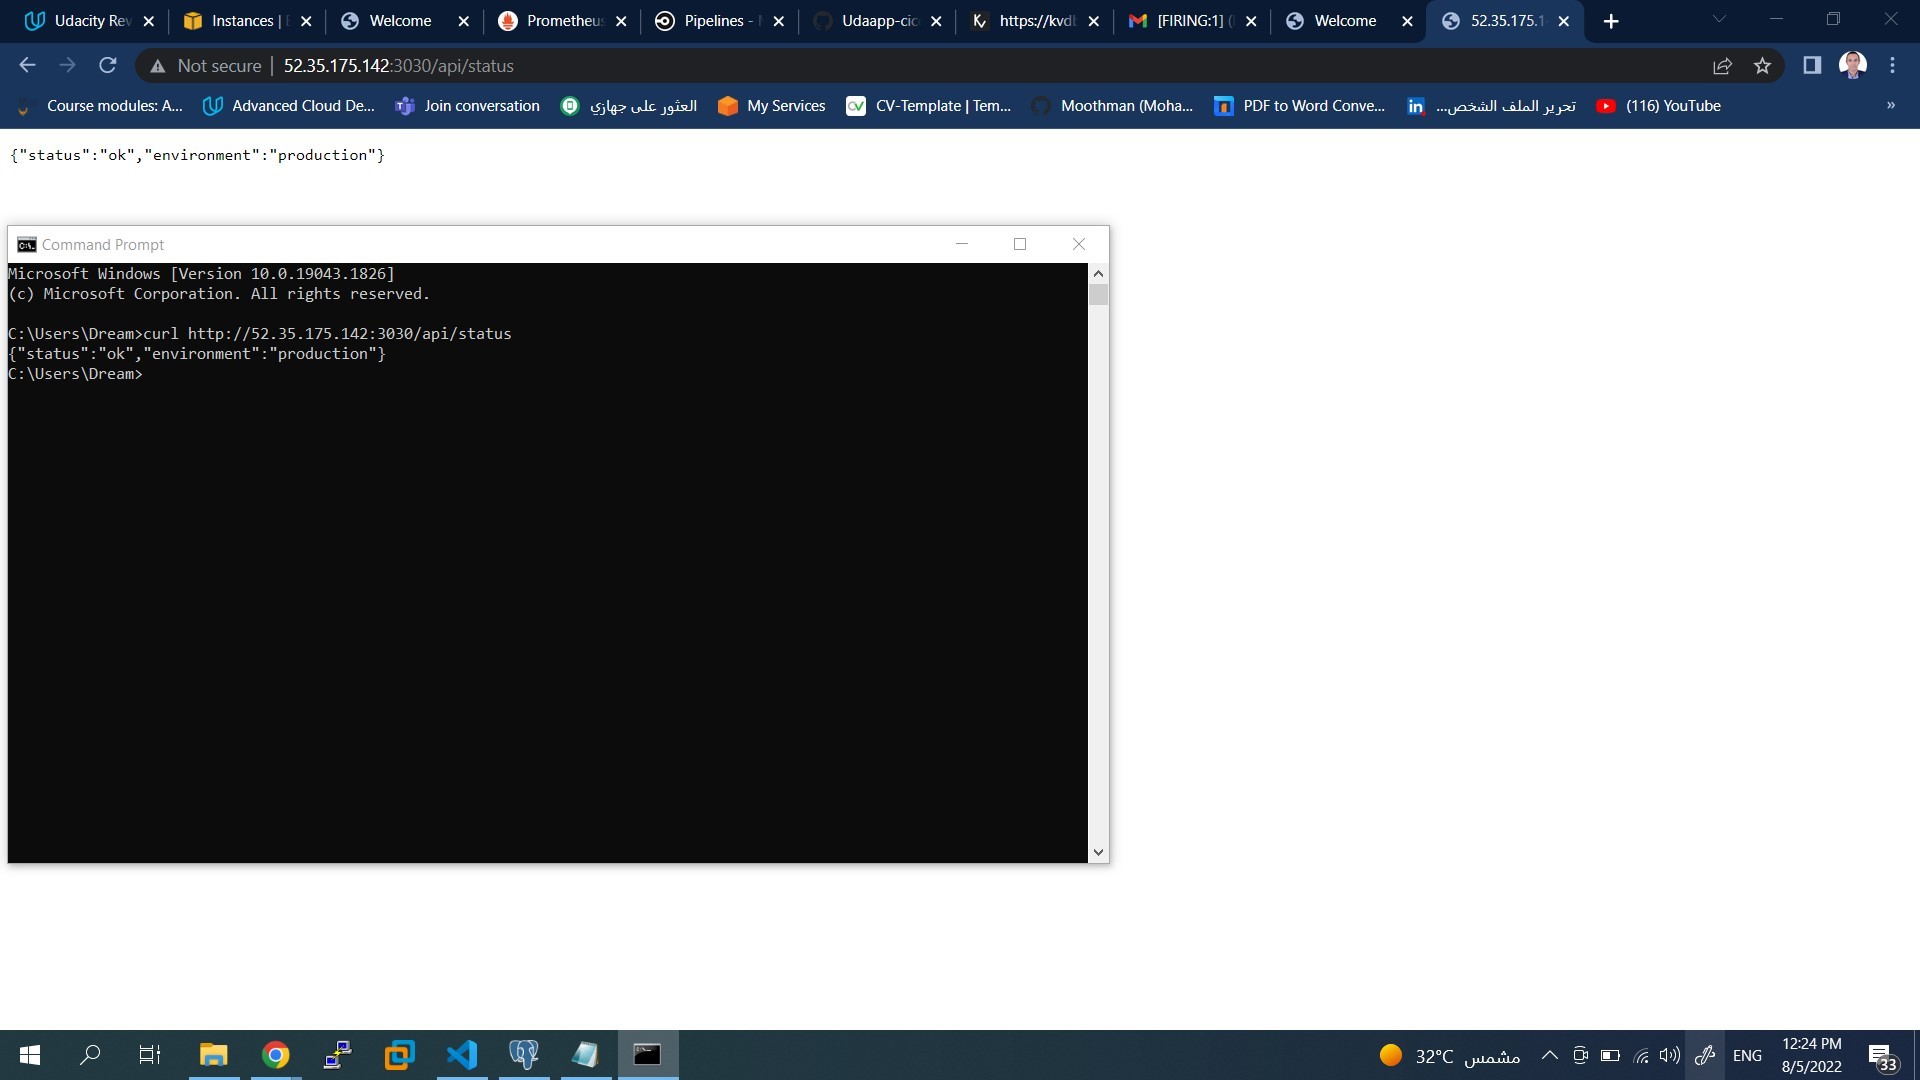 Udacity Rev
Instances | E
Welcome
Prometheus
Pipelines - M
Udaapp-cic
https://kvdb
[FIRING:1] (I
Welcome
52.35.175.1
Not secure | 52.35.175.142:3030/api/status
Course modules: A...
Advanced Cloud De...
Join conversation
العثور على جهازي
My Services
CV-Template | Tem...
Moothman (Moha...
PDF to Word Conve...
تحرير الملف الشخص...
(116) YouTube
{"status":"ok","environment":"production"}
Command Prompt
Microsoft Windows [Version 10.0.19043.1826]
(c) Microsoft Corporation. All rights reserved.
C:\Users\Dream>curl http://52.35.175.142:3030/api/status
{"status":"ok","environment":"production"}
C:\Users\Dream>
32°C مشمس
ENG
12:24 PM
8/5/2022
33